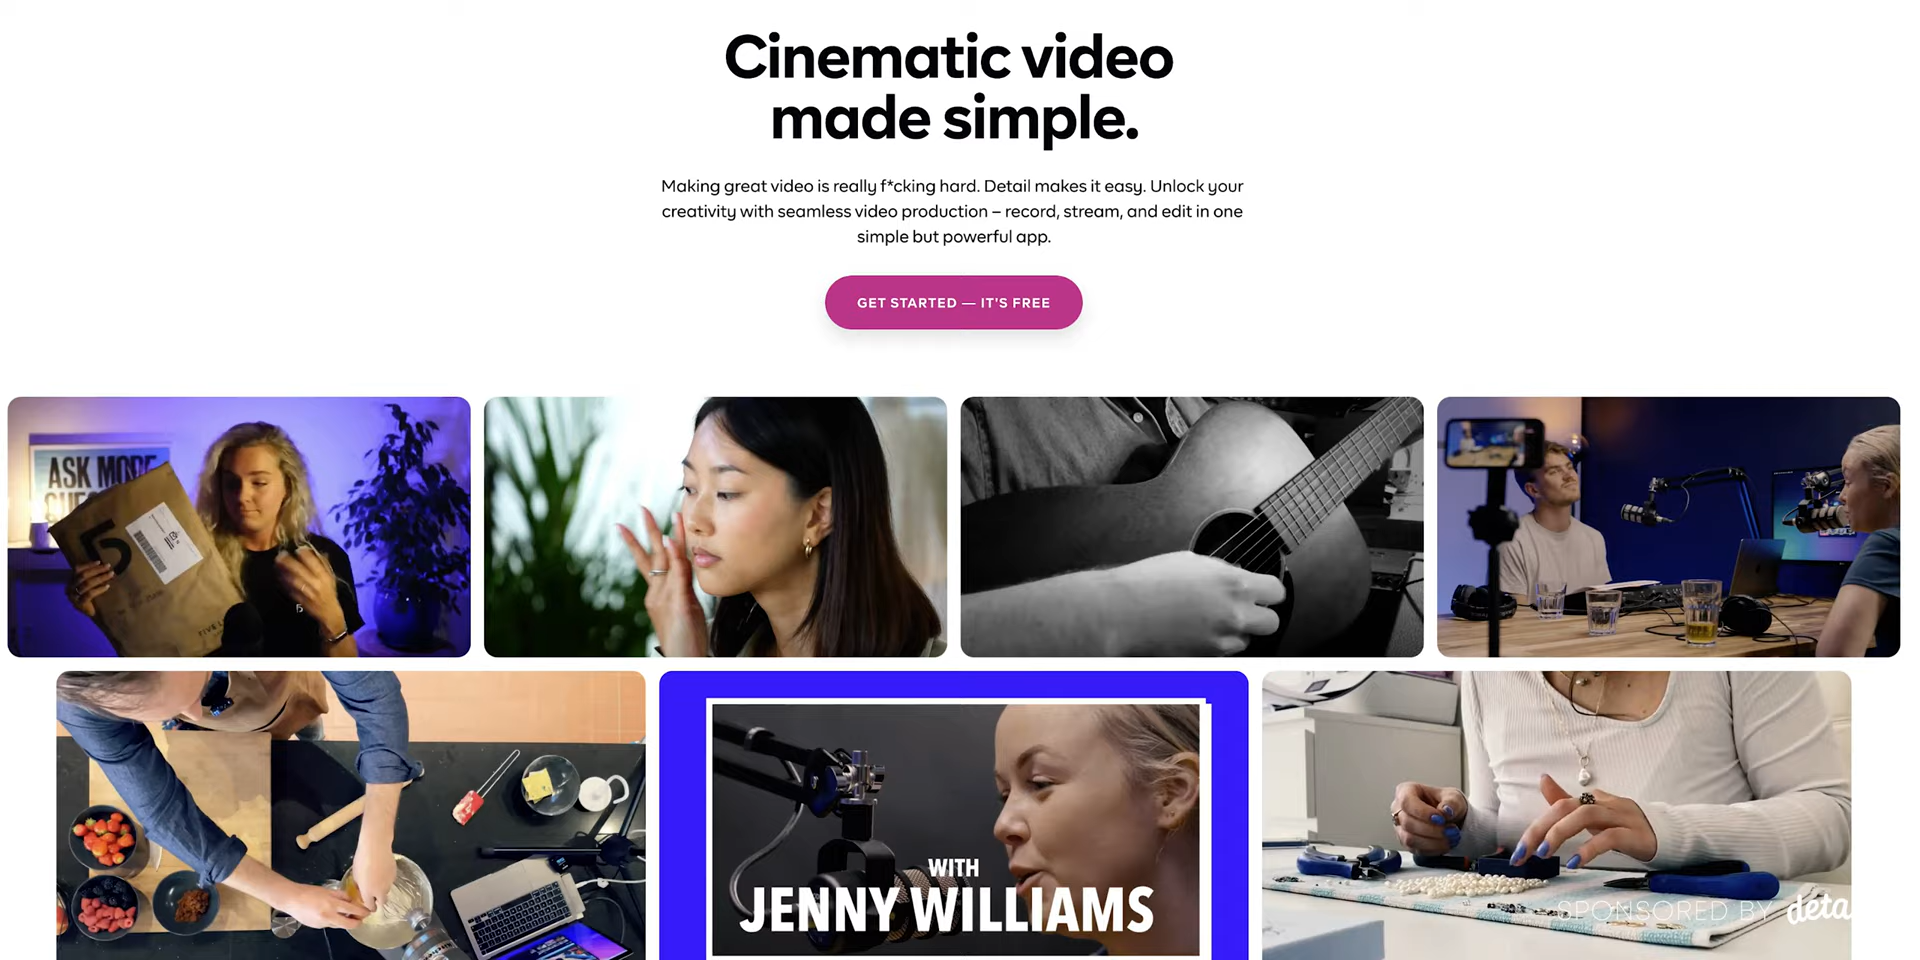 Cinematic video
made simple.
Making great video is really f*cking hard. Detail makes it easy. Unlock your
creativity with seamless video production – record, stream, and edit in one
simple but powerful app.
GET STARTED — IT'S FREE
ASK MORE
5
WITH
JENNY WILLIAMS
SPONSORED BY déta